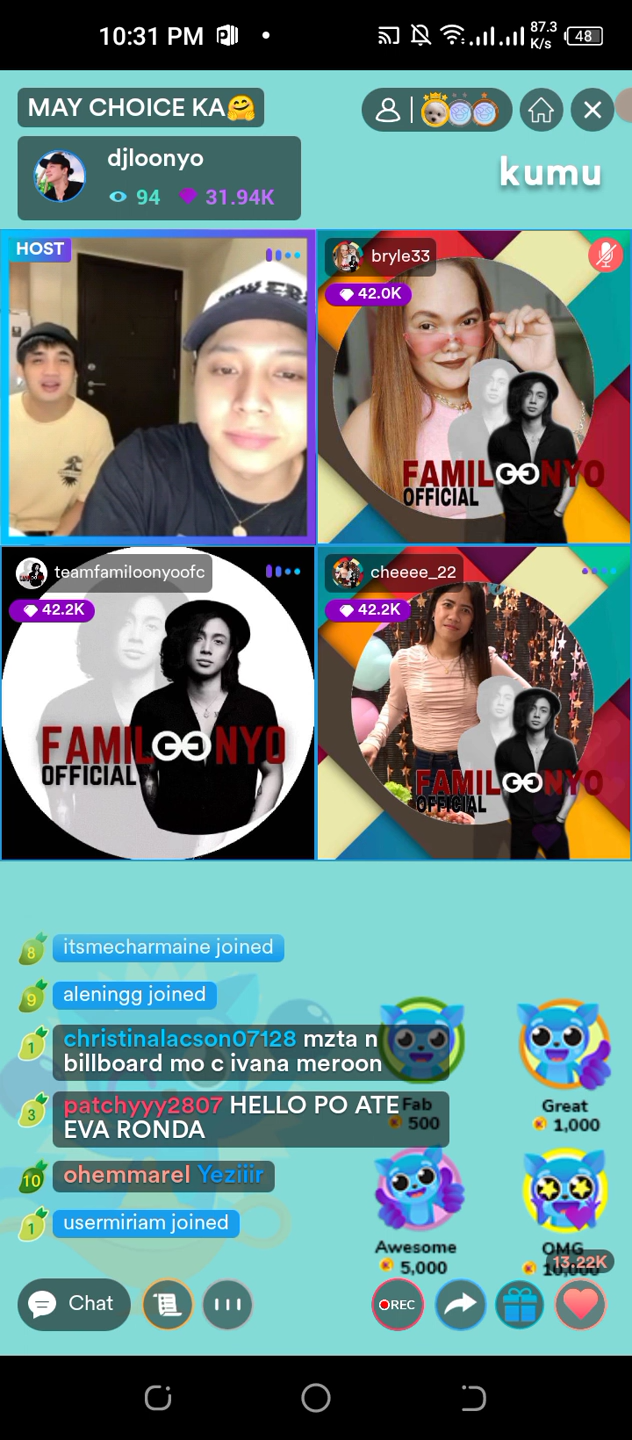 10:31 PM
87.3
K/s
48
MAY CHOICE KA🤗
djloonyo
94
31.94K
kumu
HOST
bryle33
42.0K
FAMILOONYO
OFFICIAL
teamfamiloonyoofc
42.2K
FAMILOONYO
OFFICIAL
cheeee_22
42.2K
FAMILOONYO
OFFICIAL
8 itsmecharmaine joined
9 aleningg joined
1 christinalacson07128 mzta n
billboard mo c ivana meroon
3 patchyyy2807 HELLO PO ATE
EVA RONDA
10 ohemmarel Yeziiir
1 usermiriam joined
Fab
500
Great
1,000
Awesome
5,000
OMG
10,000
13.22K
Chat
REC